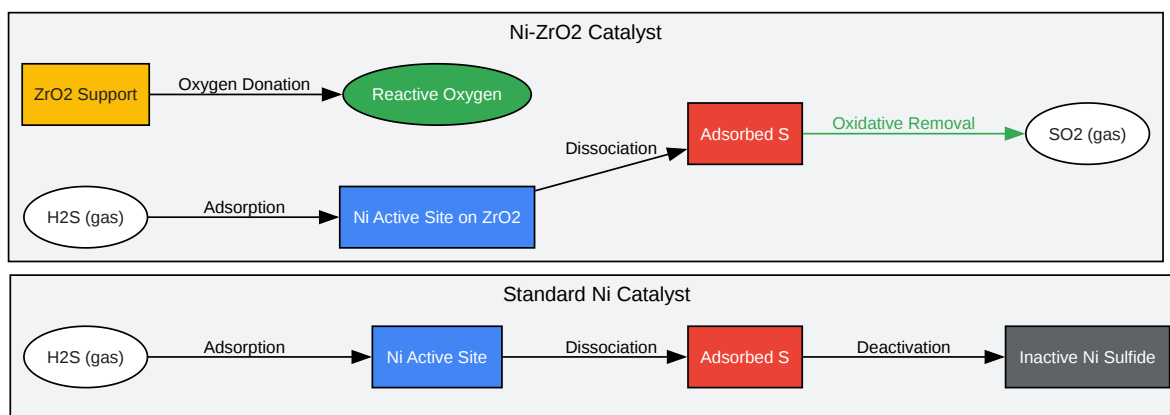 Ni-ZrO2 Catalyst
ZrO2 Support
Oxygen Donation
Reactive Oxygen
H2S (gas)
Adsorption
Ni Active Site on ZrO2
Dissociation
Adsorbed S
Oxidative Removal
SO2 (gas)
Standard Ni Catalyst
H2S (gas)
Adsorption
Ni Active Site
Dissociation
Adsorbed S
Deactivation
Inactive Ni Sulfide